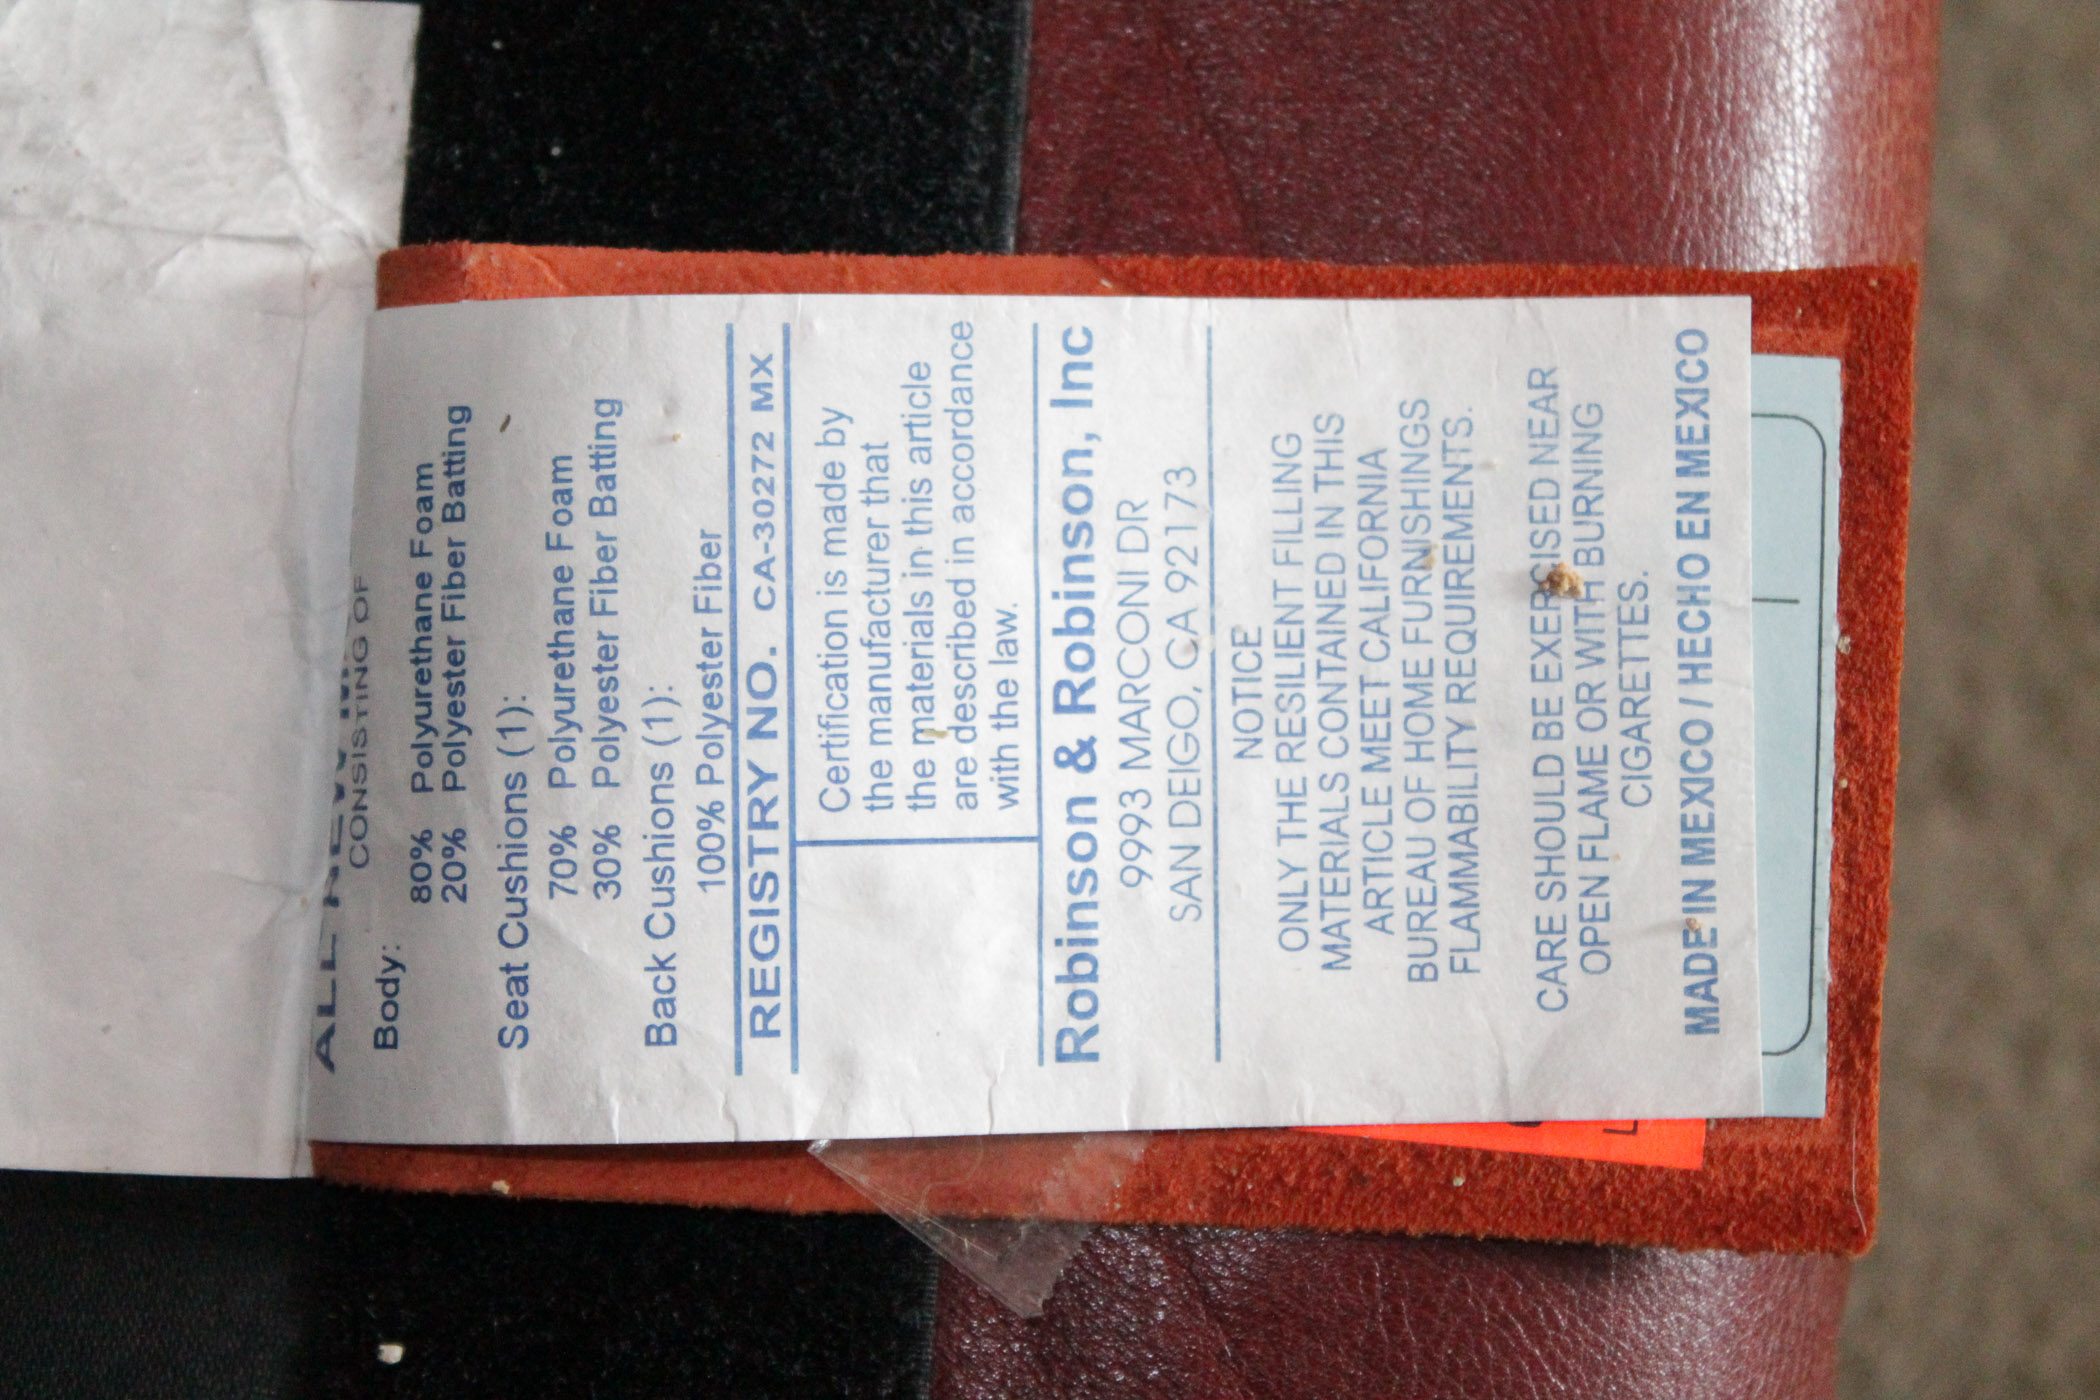 ALL NEW
CONSISTING OF
Body:
80% Polyurethane Foam
20% Polyester Fiber Batting
Seat Cushions (1):
70% Polyurethane Foam
30% Polyester Fiber Batting
Back Cushions (1):
100% Polyester Fiber
REGISTRY NO. CA-30272 MX
Certification is made by
the manufacturer that
the materials in this article
are described in accordance
with the law.
Robinson & Robinson, Inc
9993 MARCONI DR
SAN DEIGO, CA 92173
NOTICE
ONLY THE RESILIENT FILLING
MATERIALS CONTAINED IN THIS
ARTICLE MEET CALIFORNIA
BUREAU OF HOME FURNISHINGS
FLAMMABILITY REQUIREMENTS.
CARE SHOULD BE EXERCISED NEAR
OPEN FLAME OR WITH BURNING
CIGARETTES.
MADE IN MEXICO / HECHO EN MEXICO